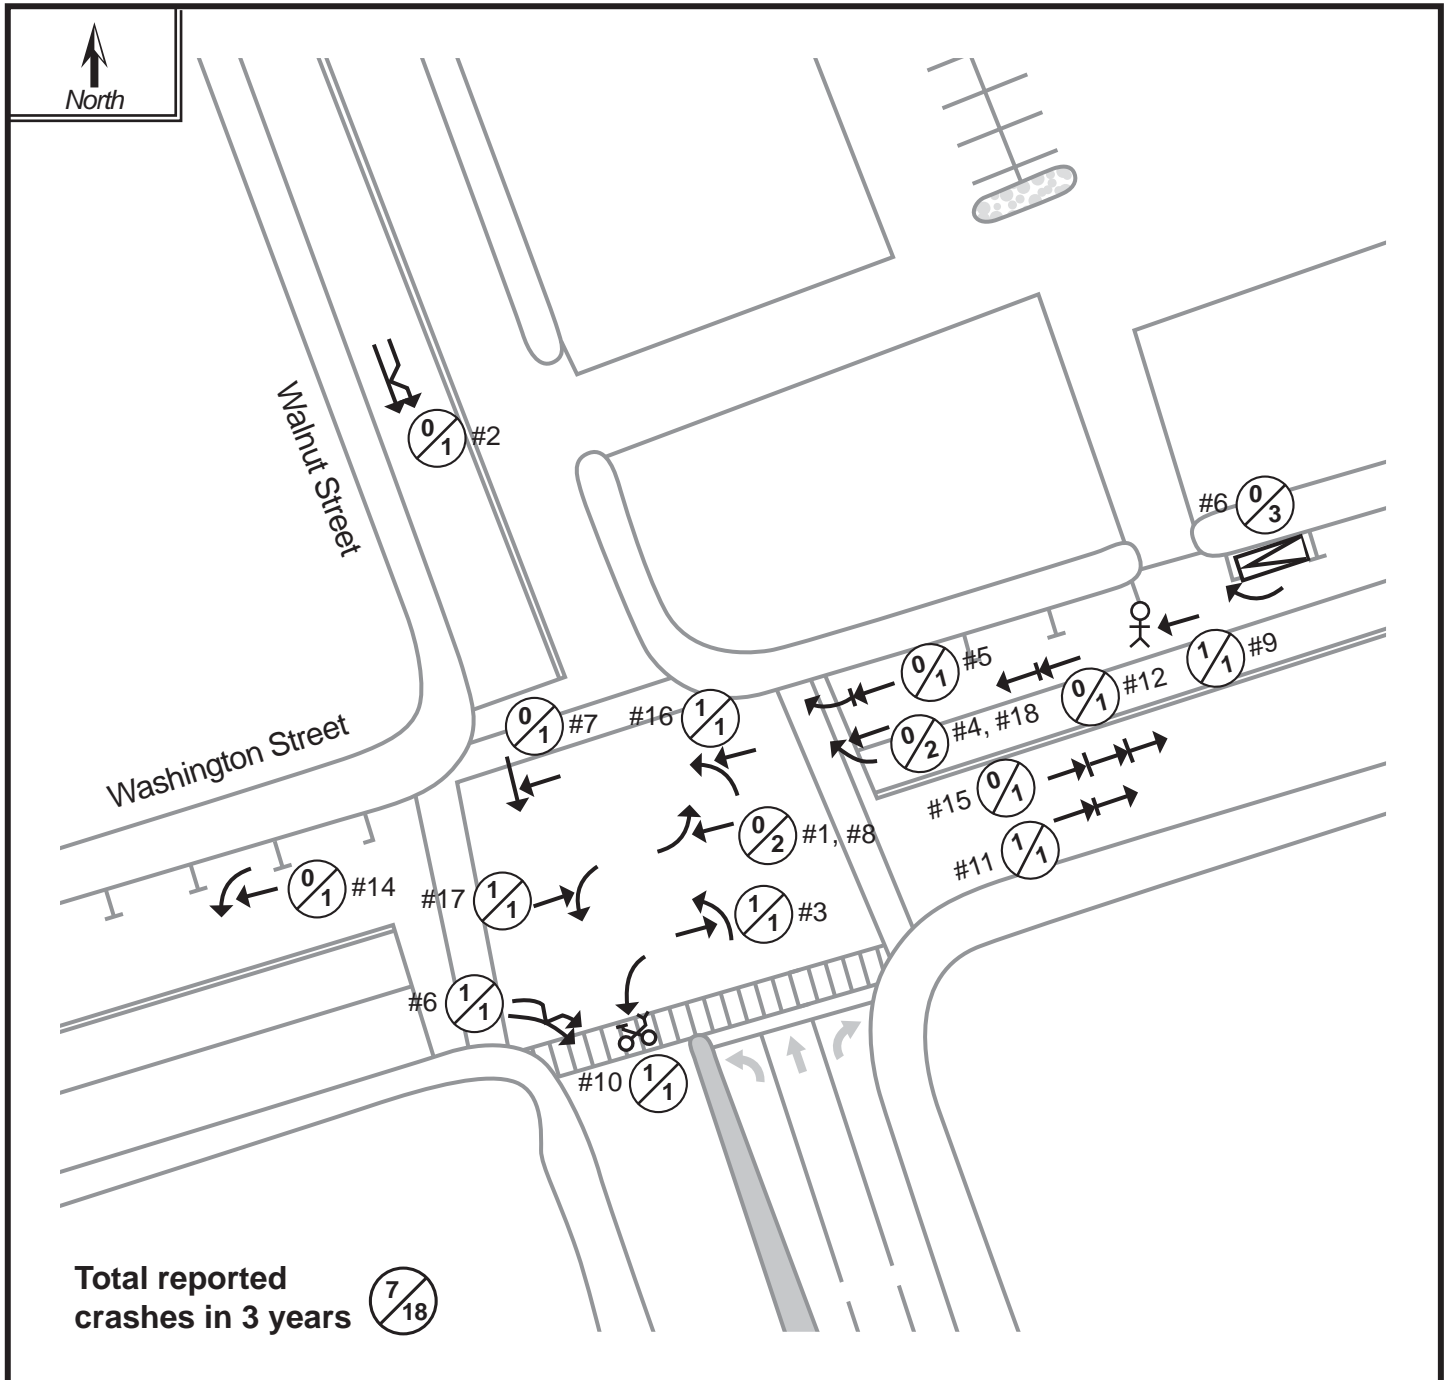 North
Walnut Street
0/1 #2
#6 0/3
1/1 #9
0/1 #5
0/1 #12
0/2 #4, #18
0/1 #7
#16 1/1
Washington Street
#15 0/1
0/2 #1, #8
#11 1/1
0/1 #14
#17 1/1
1/1 #3
#6 1/1
#10 1/1
Total reported
crashes in 3 years 7/18